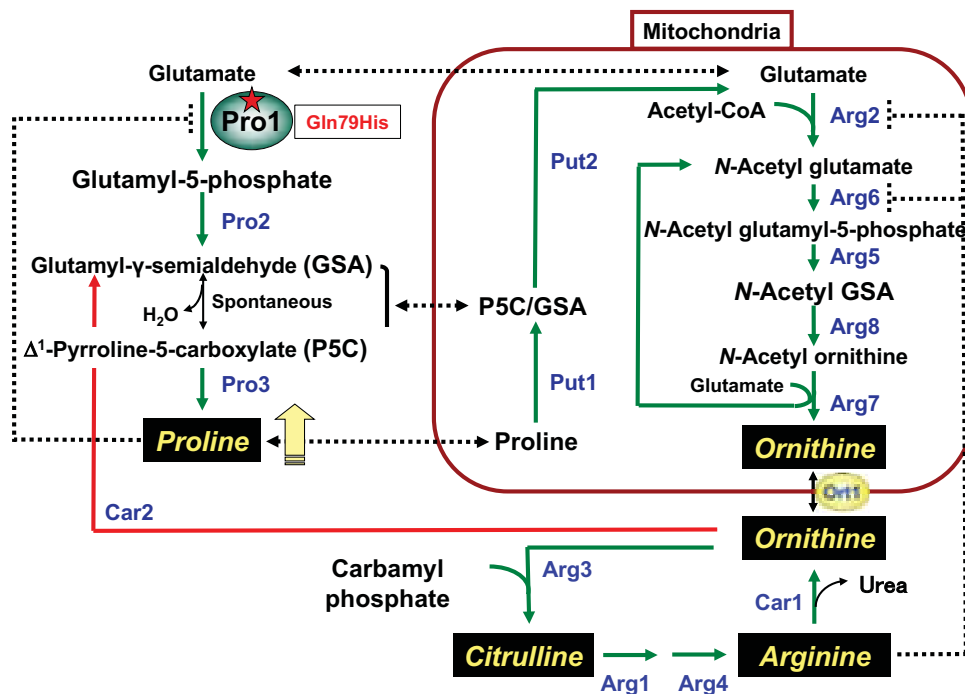 Mitochondria
Glutamate
Pro1
Gln79His
Glutamyl-5-phosphate
Pro2
Glutamyl-γ-semialdehyde (GSA)
H₂O
Spontaneous
Δ¹-Pyrroline-5-carboxylate (P5C)
Pro3
Proline
Car2
Put2
P5C/GSA
Put1
Proline
Glutamate
Acetyl-CoA
Arg2
N-Acetyl glutamate
Arg6
N-Acetyl glutamyl-5-phosphate
Arg5
N-Acetyl GSA
Arg8
N-Acetyl ornithine
Glutamate
Arg7
Ornithine
Ort1
Ornithine
Carbamyl
phosphate
Arg3
Car1
Urea
Citrulline
Arg1
Arg4
Arginine